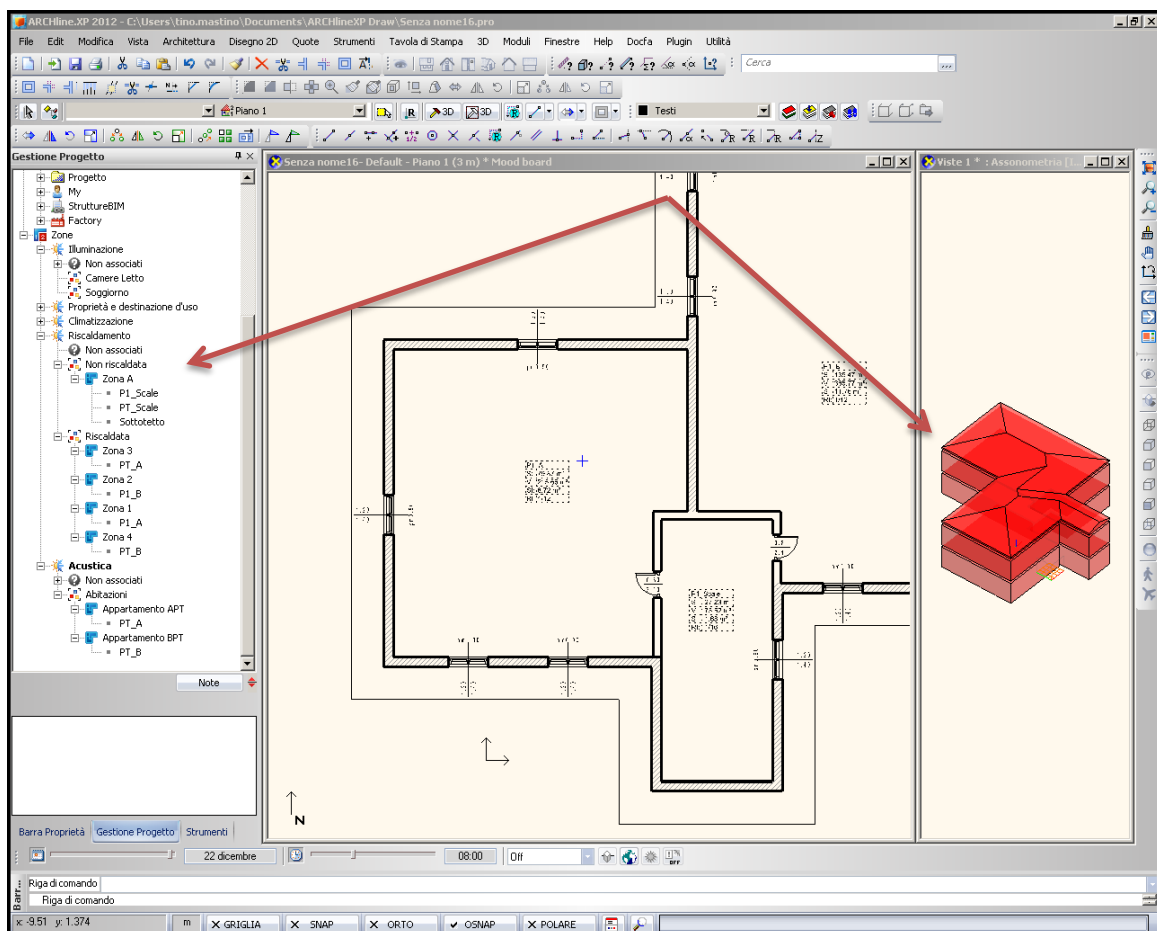 ARCHline.XP 2012 - C:\Users\tino.mastino\Documents\ARCHlineXP Draw\Senza nome16.pro
File Edit Modifica Vista Architettura Disegno 2D Quote Strumenti Tavola di Stampa 3D Moduli Finestre Help Docfa Plugin Utilità
Cerca
Piano 1
3D
3D
Testi
Gestione Progetto
Senza nome16- Default - Piano 1 (3 m) * Mood board
Viste 1 * : Assonometria
Progetto
My
StruttureBIM
Factory
Zone
Illuminazione
Non associati
Camere Letto
Soggiorno
Proprietà e destinazione d'uso
Climatizzazione
Riscaldamento
Non associati
Non riscaldata
Zona A
P1_Scale
PT_Scale
Sottotetto
Riscaldata
Zona 3
PT_A
Zona 2
P1_B
Zona 1
P1_A
Zona 4
PT_B
Acustica
Non associati
Abitazioni
Appartamento APT
PT_A
Appartamento BPT
PT_B
Note
N
Barra Proprietà Gestione Progetto Strumenti
22 dicembre 08:00 Off
Riga di comando
Riga di comando
Barr...
x: -9.51 y: 1.374 m GRIGLIA SNAP ORTO OSNAP POLARE